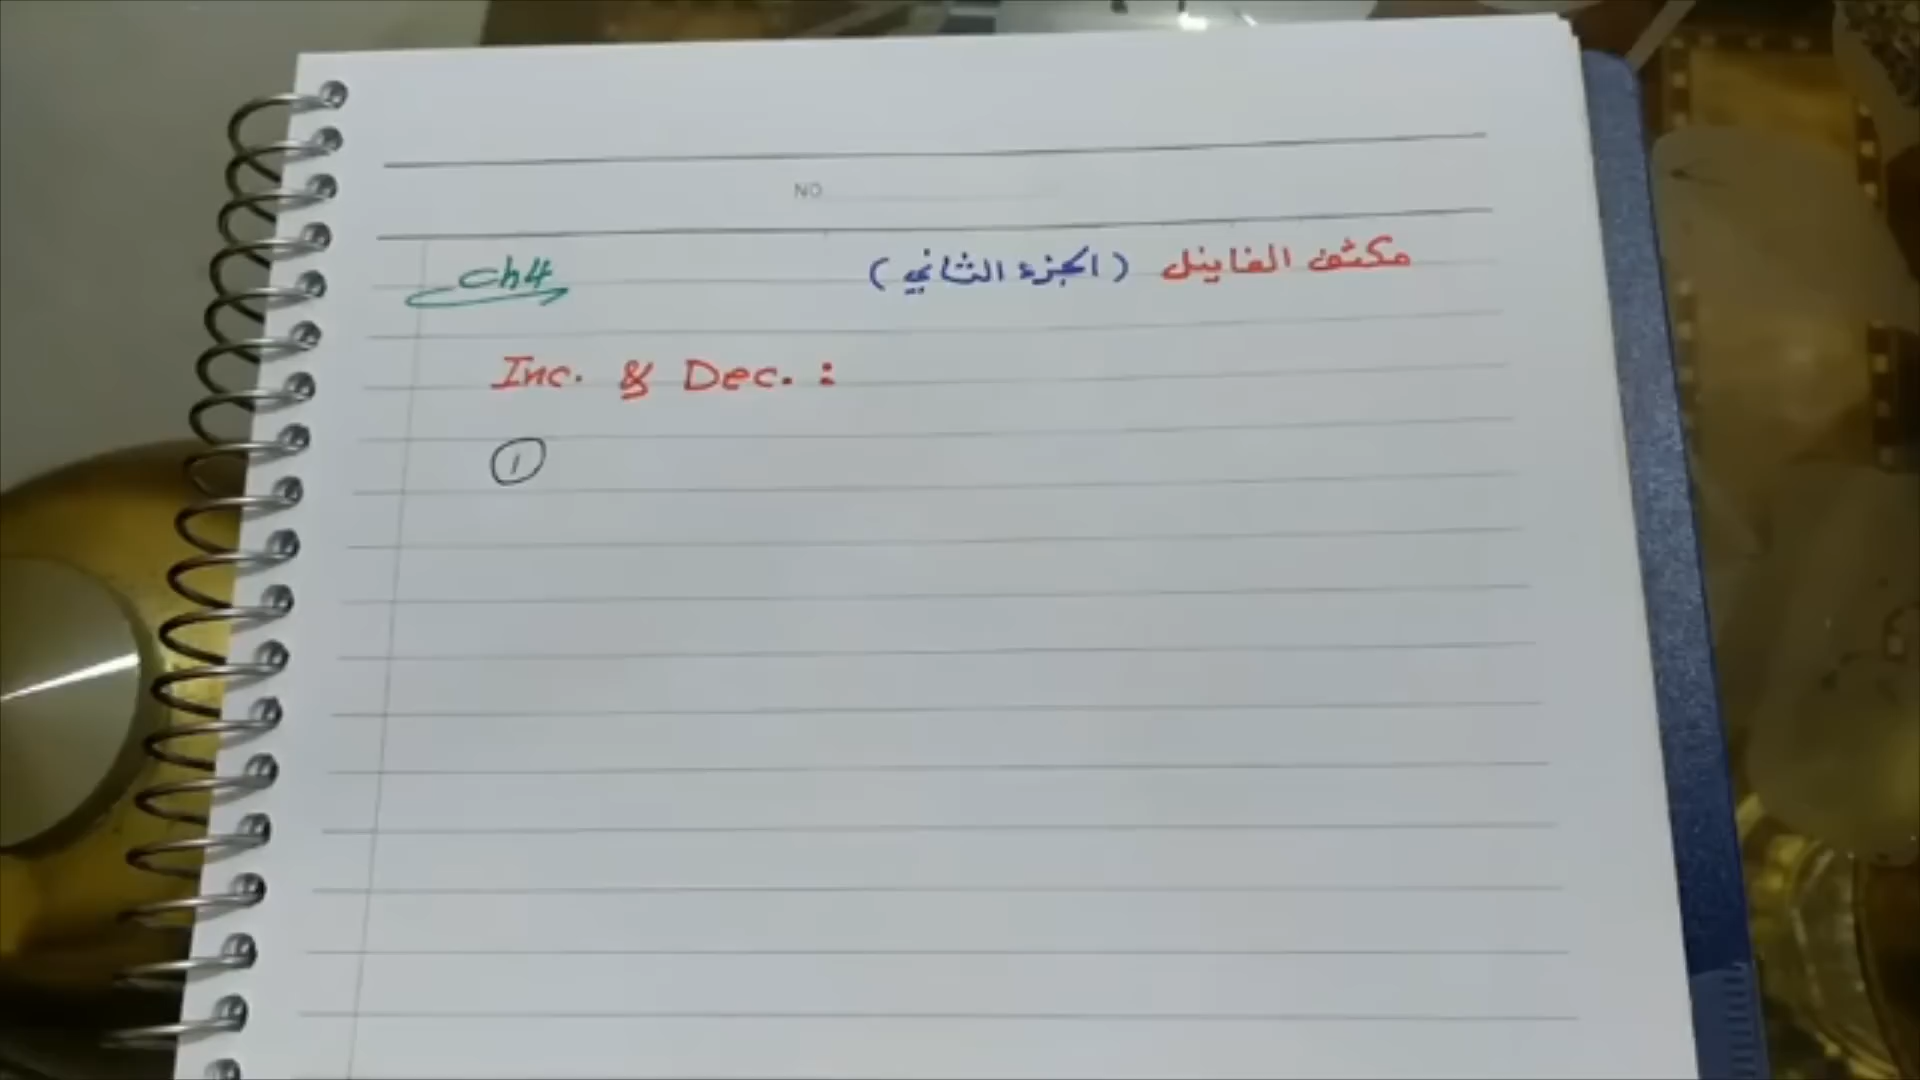 NO
مكثف الفاينل (الجزء الثاني)
Ch4
Inc. & Dec. :
①